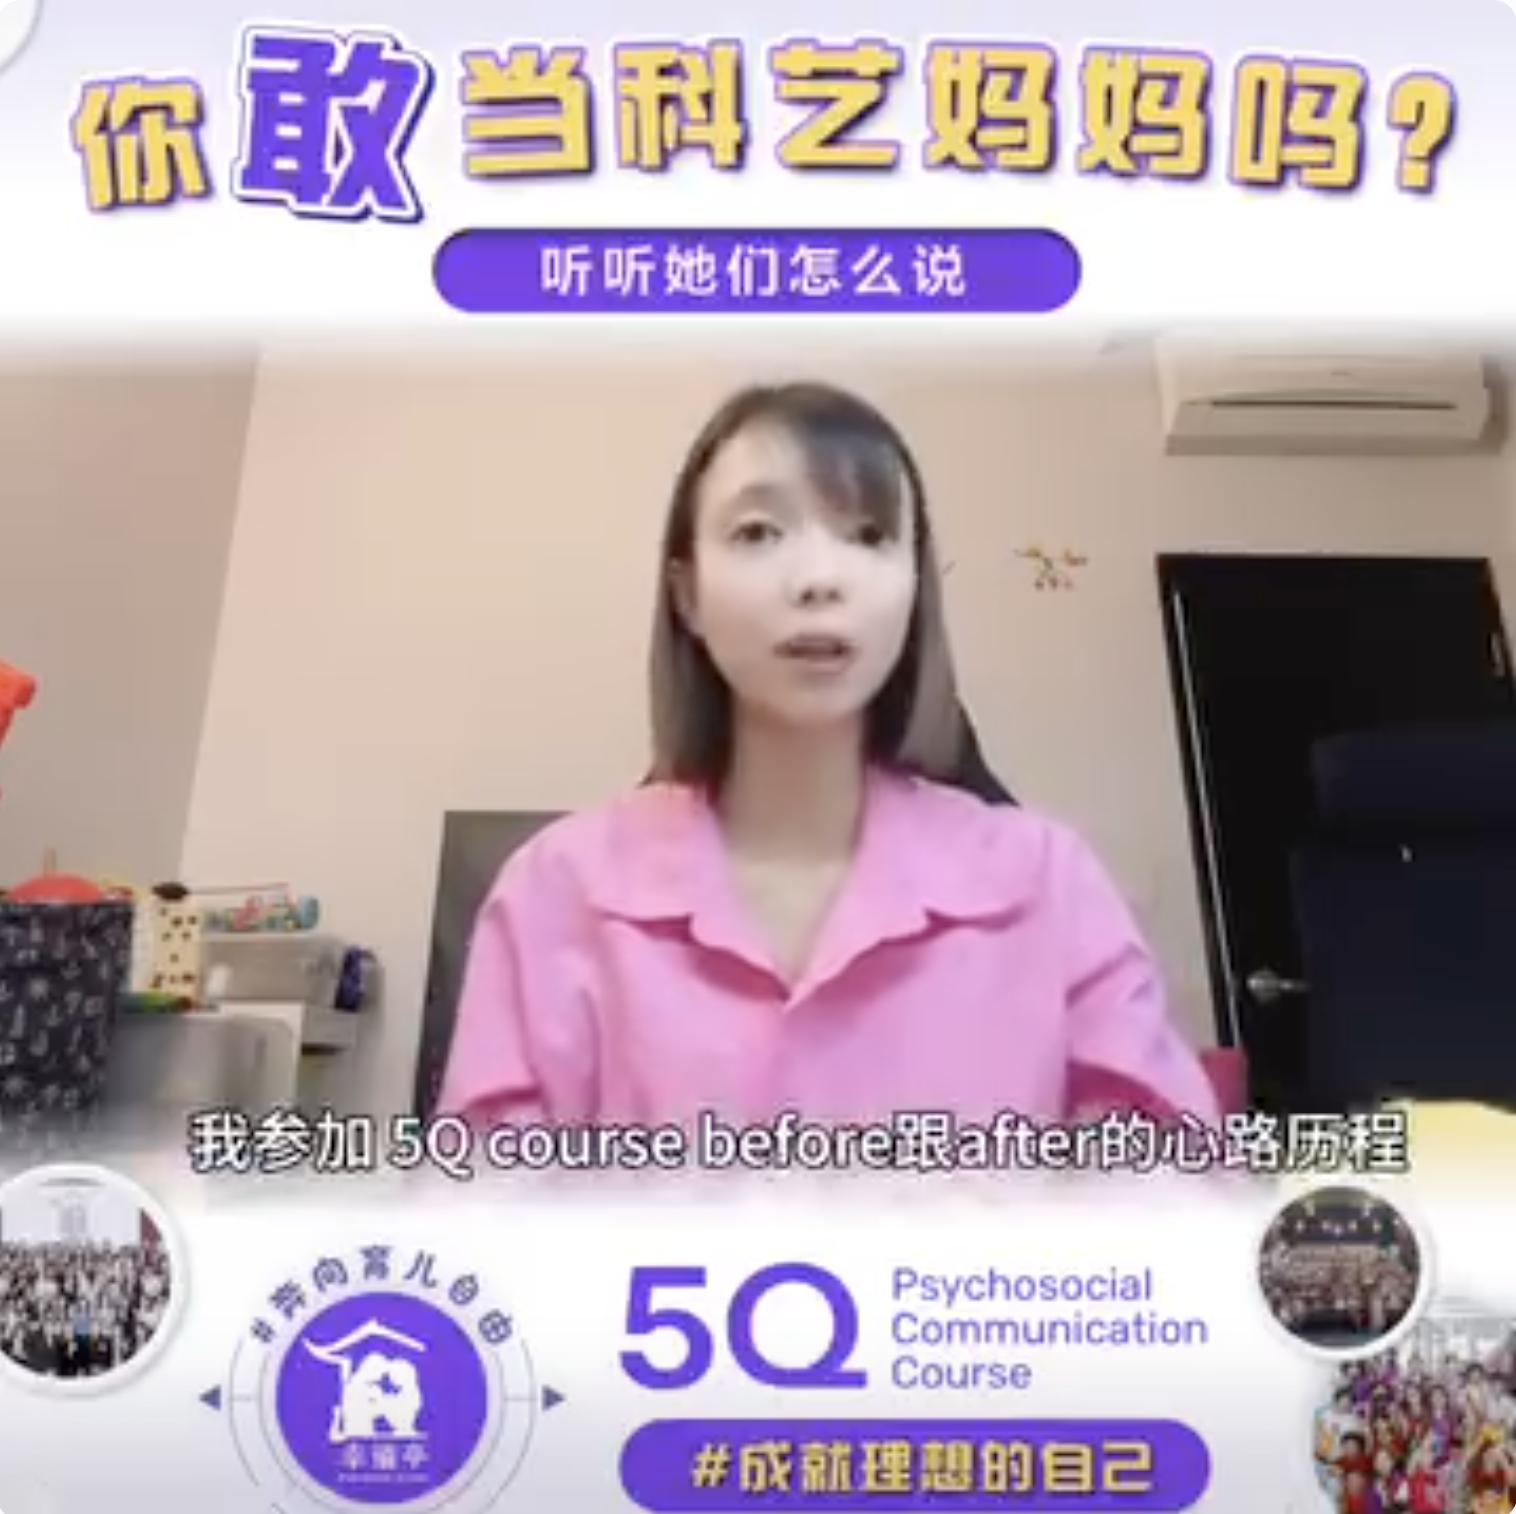 你敢当科艺妈妈吗?
听听她们怎么说
我参加 5Q course before跟after的心路历程
#奔向育儿自由
幸福亭
5Q
Psychosocial
Communication
Course
#成就理想的自己